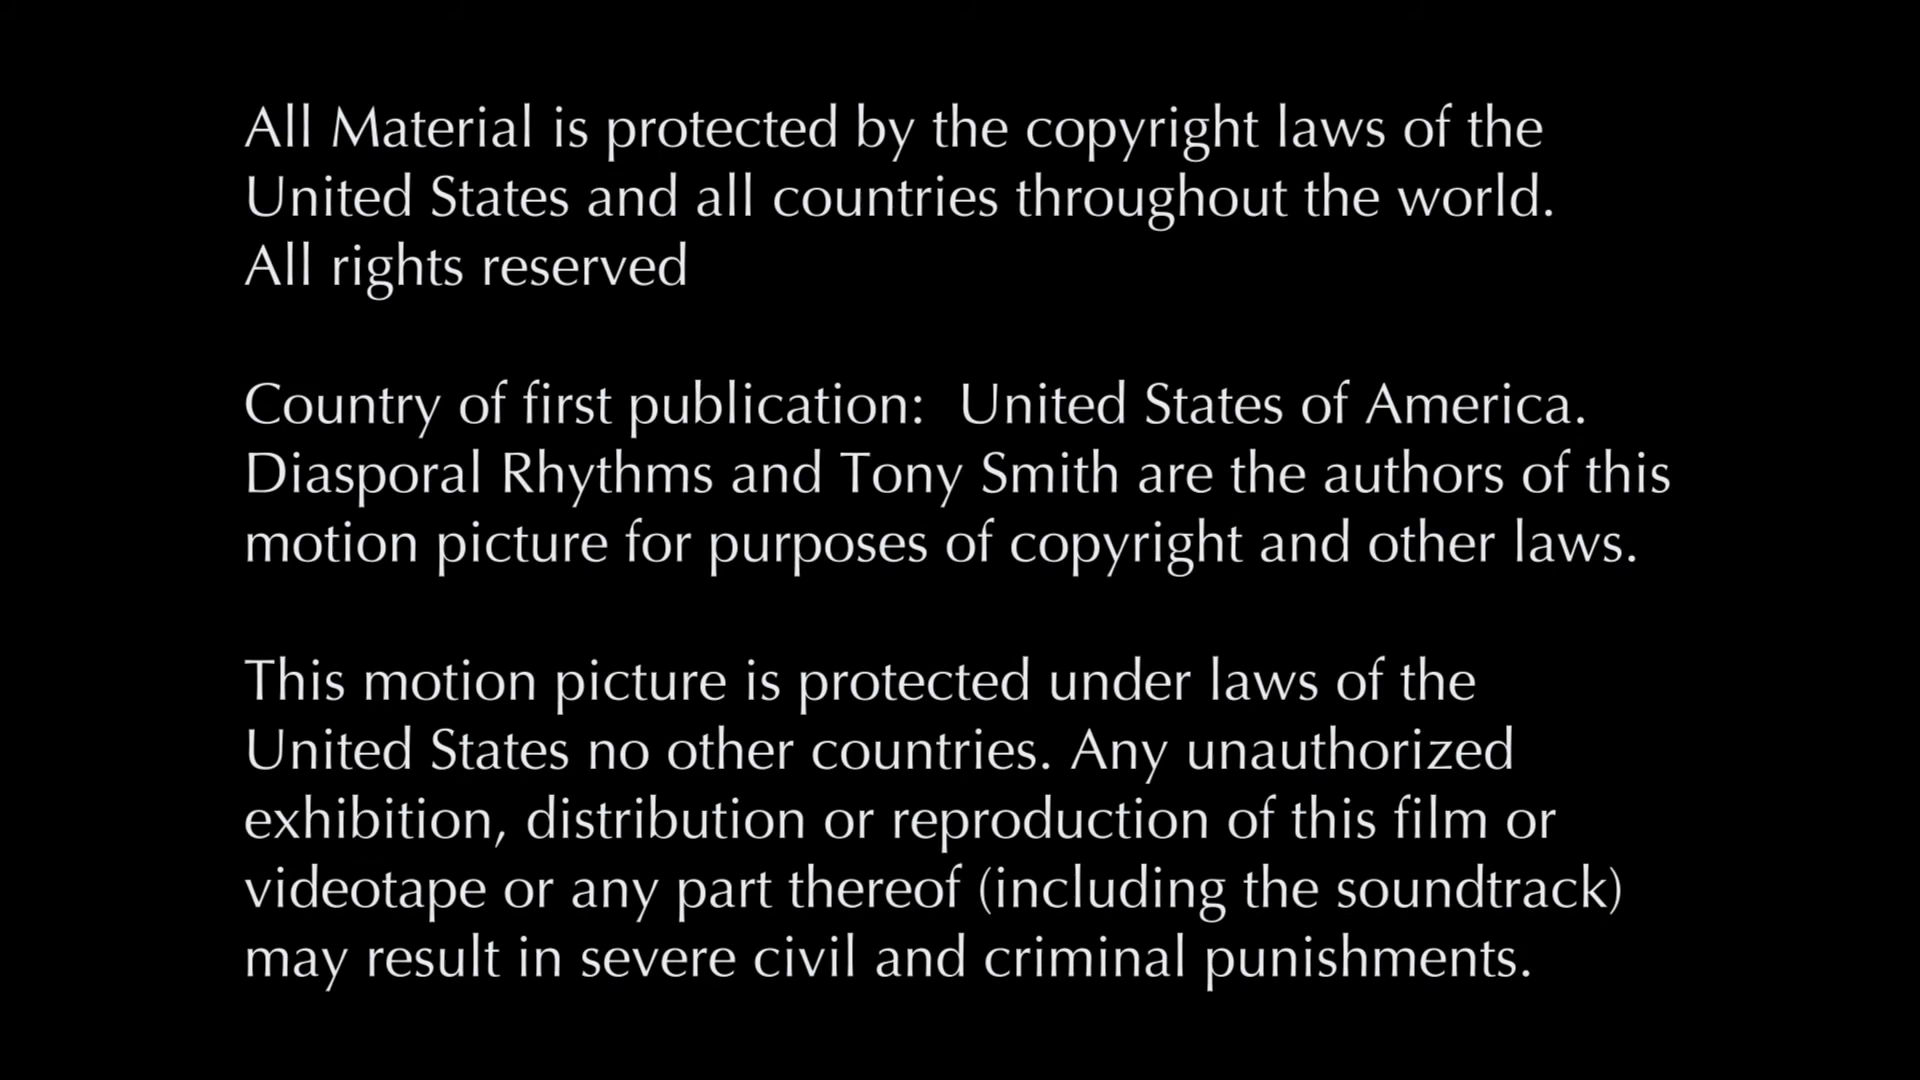 All Material is protected by the copyright laws of the
United States and all countries throughout the world.
All rights reserved
Country of first publication:  United States of America.
Diasporal Rhythms and Tony Smith are the authors of this
motion picture for purposes of copyright and other laws.
This motion picture is protected under laws of the
United States no other countries. Any unauthorized
exhibition, distribution or reproduction of this film or
videotape or any part thereof (including the soundtrack)
may result in severe civil and criminal punishments.